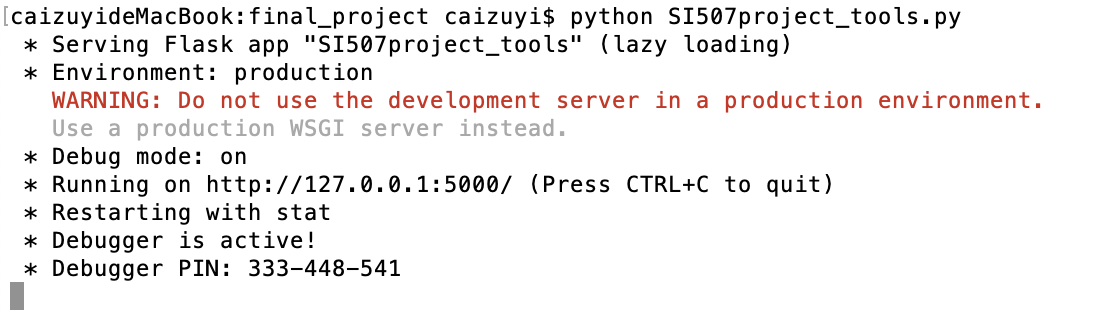 [caizuyideMacBook:final_project caizuyi$ python SI507project_tools.py
 * Serving Flask app "SI507project_tools" (lazy loading)
 * Environment: production
   WARNING: Do not use the development server in a production environment.
   Use a production WSGI server instead.
 * Debug mode: on
 * Running on http://127.0.0.1:5000/ (Press CTRL+C to quit)
 * Restarting with stat
 * Debugger is active!
 * Debugger PIN: 333-448-541